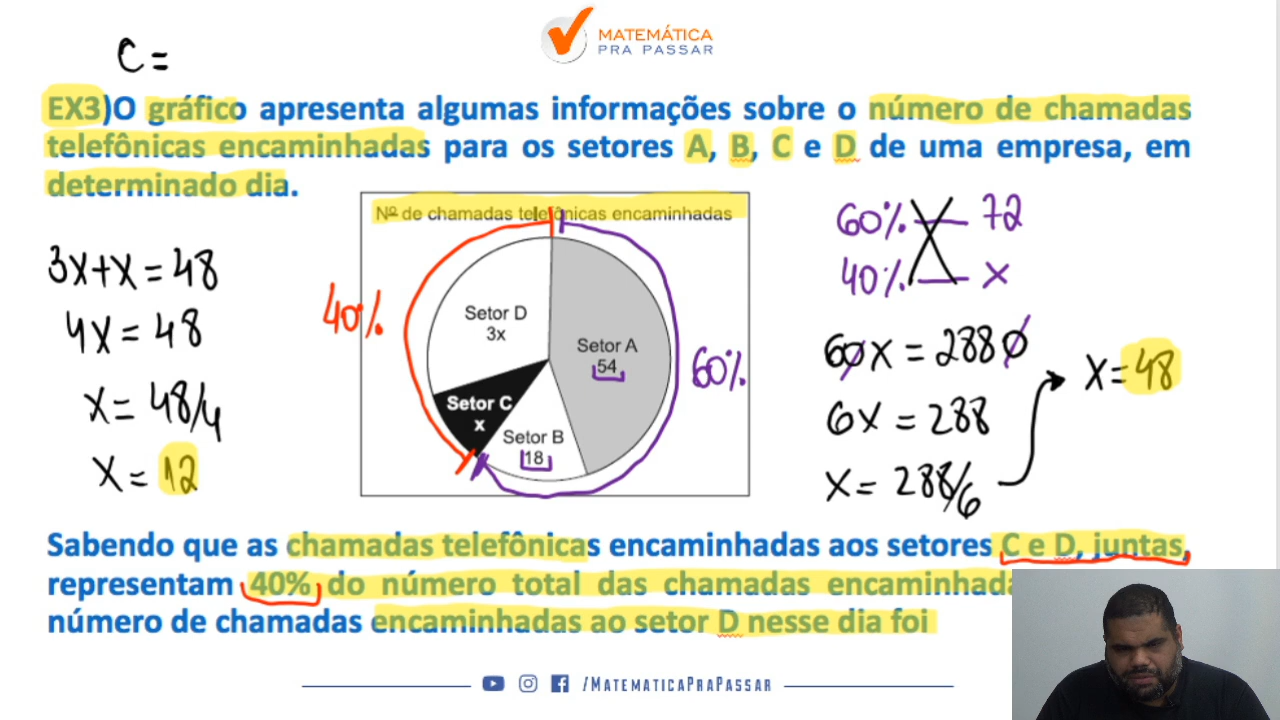 MATEMÁTICA
PRA PASSAR
C =
EX3)O gráfico apresenta algumas informações sobre o número de chamadas
telefônicas encaminhadas para os setores A, B, C e D de uma empresa, em
determinado dia.
Nº de chamadas telefônicas encaminhadas
3x+x=48
4x=48
x=48/4
x=12
40%
Setor D
3x
Setor A
54
Setor C
x
Setor B
18
60%
60% 72
40% x
60x=2880
6x=288
x=288/6
x=48
Sabendo que as chamadas telefônicas encaminhadas aos setores C e D, juntas,
representam 40% do número total das chamadas
número de chamadas encaminhadas ao setor D nesse dia foi
/MATEMATICAPRAPASSAR